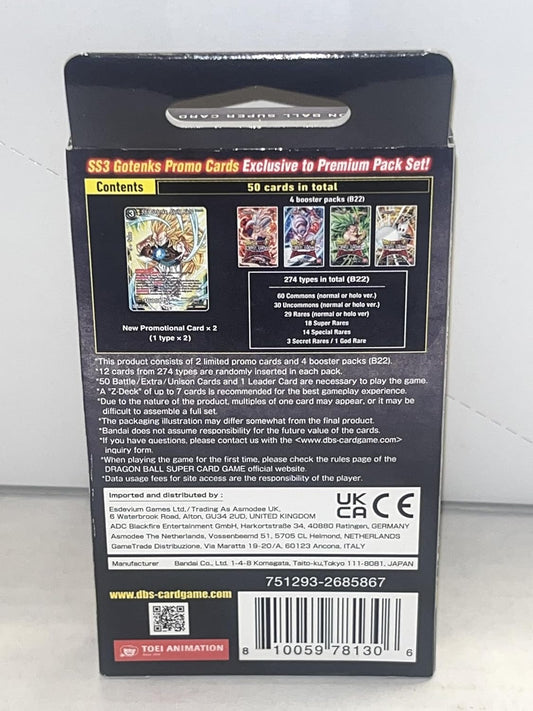 ON BALL SUPER CARD
SS3 Gotenks Promo Cards Exclusive to Premium Pack Set!
Contents
50 cards in total
4 booster packs (B22)
274 types in total (B22)
60 Commons (normal or holo ver.)
30 Uncommons (normal or holo ver.)
29 Rares (normal or holo ver)
18 Super Rares
14 Special Rares
3 Secret Rares / 1 God Rare
New Promotional Card × 2
(1 type × 2)
*This product consists of 2 limited promo cards and 4 booster packs (B22).
*12 cards from 274 types are randomly inserted in each pack.
*50 Battle/Extra/Unison Cards and 1 Leader Card are necessary to play the game.
*A "Z-Deck" of up to 7 cards is recommended for the best gameplay experience.
*Due to the nature of the product, multiples of one card may appear, or it may be
difficult to assemble a full set.
*The packaging illustration may differ somewhat from the final product.
*Bandai does not assume responsibility for the future value of the cards.
*If you have questions, please contact us with the <www.dbs-cardgame.com>
inquiry form.
*When playing the game for the first time, please check the rules page of the
DRAGON BALL SUPER CARD GAME official website.
*Data usage fees for site access are the responsibility of the player.
Imported and distributed by :
Esdevium Games Ltd./ Trading As Asmodee UK,
6 Waterbrook Road, Alton, GU34 2UD, UNITED KINGDOM
ADC Blackfire Entertainment GmbH, Harkortstraße 34, 40880 Ratingen, GERMANY
Asmodee The Netherlands, Vossenbeemd 51, 5705 CL Helmond, NETHERLANDS
GameTrade Distribuzione, Via Maratta 19-20/A, 60123 Ancona, ITALY
UK
CA
CE
Manufacturer
Bandai Co., Ltd. 1-4-8 Komagata, Taito-ku,Tokyo 111-8081, JAPAN
751293-2685867
www.dbs-cardgame.com
TOEI ANIMATION
8 10059 78130 6